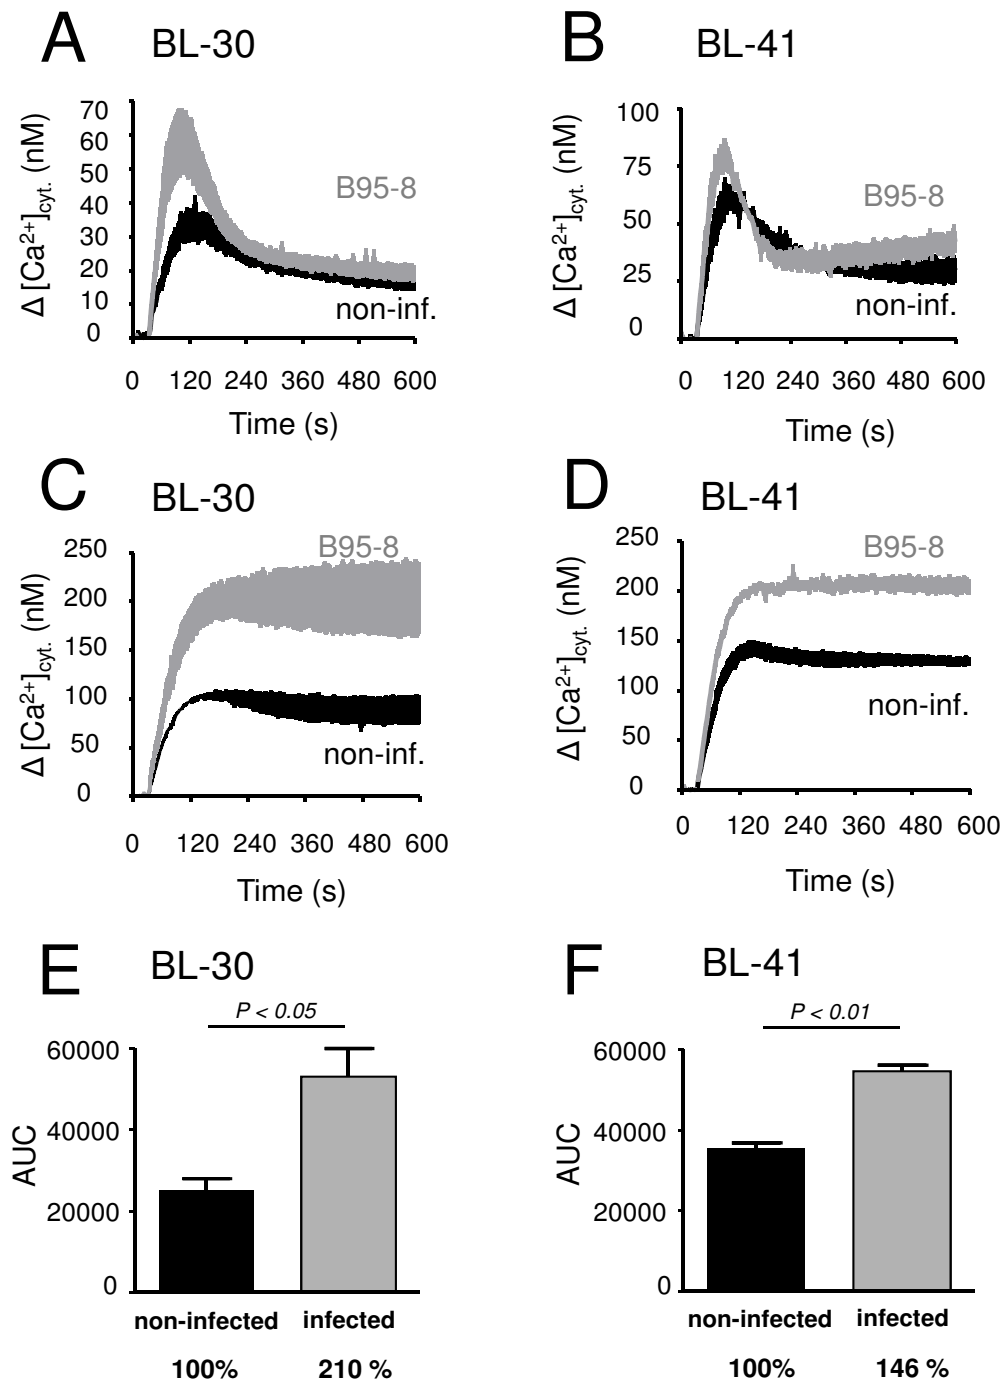 A BL-30
Δ [Ca²⁺]cyt. (nM)
70
60
50
40
30
20
10
0
B95-8
non-inf.
0 120 240 360 480 600
Time (s)
B BL-41
Δ [Ca²⁺]cyt. (nM)
100
75
50
25
0
B95-8
non-inf.
0 120 240 360 480 600
Time (s)
C BL-30
Δ [Ca²⁺]cyt. (nM)
250
200
150
100
50
0
B95-8
non-inf.
0 120 240 360 480 600
Time (s)
D BL-41
Δ [Ca²⁺]cyt. (nM)
250
200
150
100
50
0
B95-8
non-inf.
0 120 240 360 480 600
Time (s)
E BL-30
P < 0.05
AUC
60000
40000
20000
0
non-infected infected
100% 210 %
F BL-41
P < 0.01
AUC
60000
40000
20000
0
non-infected infected
100% 146 %